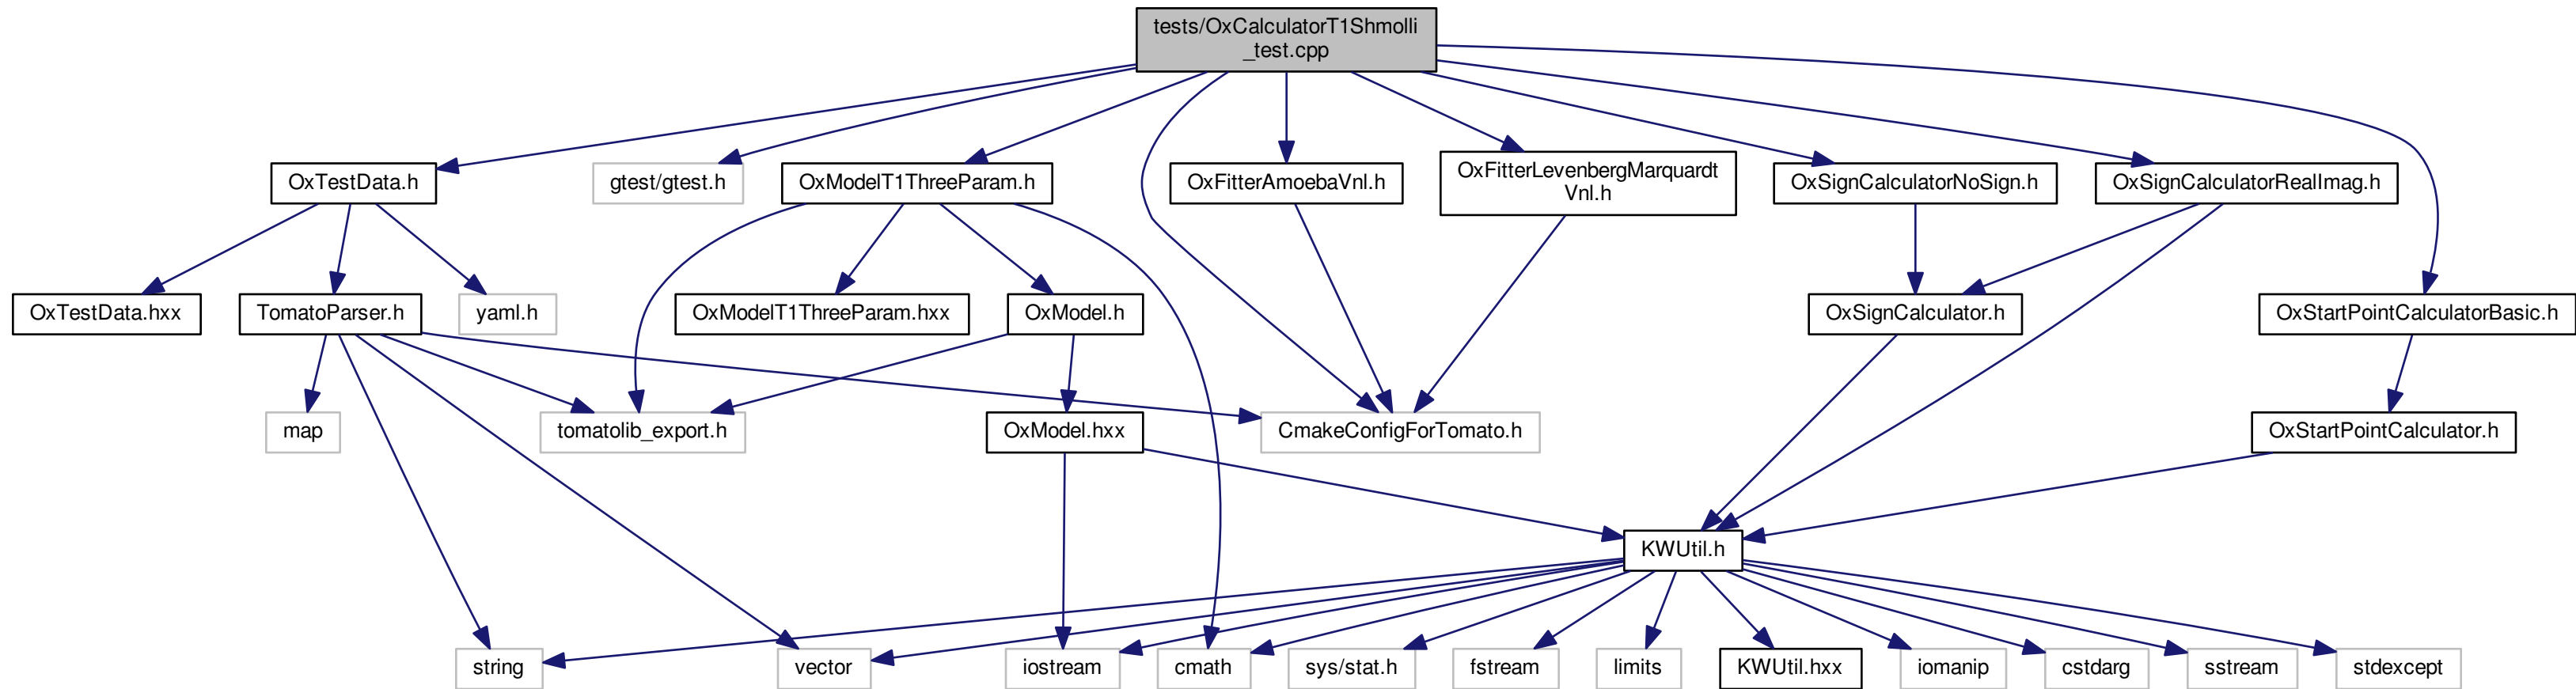 tests/OxCalculatorT1Shmolli
_test.cpp
OxTestData.h
gtest/gtest.h
OxModelT1ThreeParam.h
OxFitterAmoebaVnl.h
OxFitterLevenbergMarquardt
Vnl.h
OxSignCalculatorNoSign.h
OxSignCalculatorRealImag.h
OxTestData.hxx
TomatoParser.h
yaml.h
OxModelT1ThreeParam.hxx
OxModel.h
OxSignCalculator.h
OxStartPointCalculatorBasic.h
map
tomatolib_export.h
OxModel.hxx
CmakeConfigForTomato.h
OxStartPointCalculator.h
KWUtil.h
string
vector
iostream
cmath
sys/stat.h
fstream
limits
KWUtil.hxx
iomanip
cstdarg
sstream
stdexcept